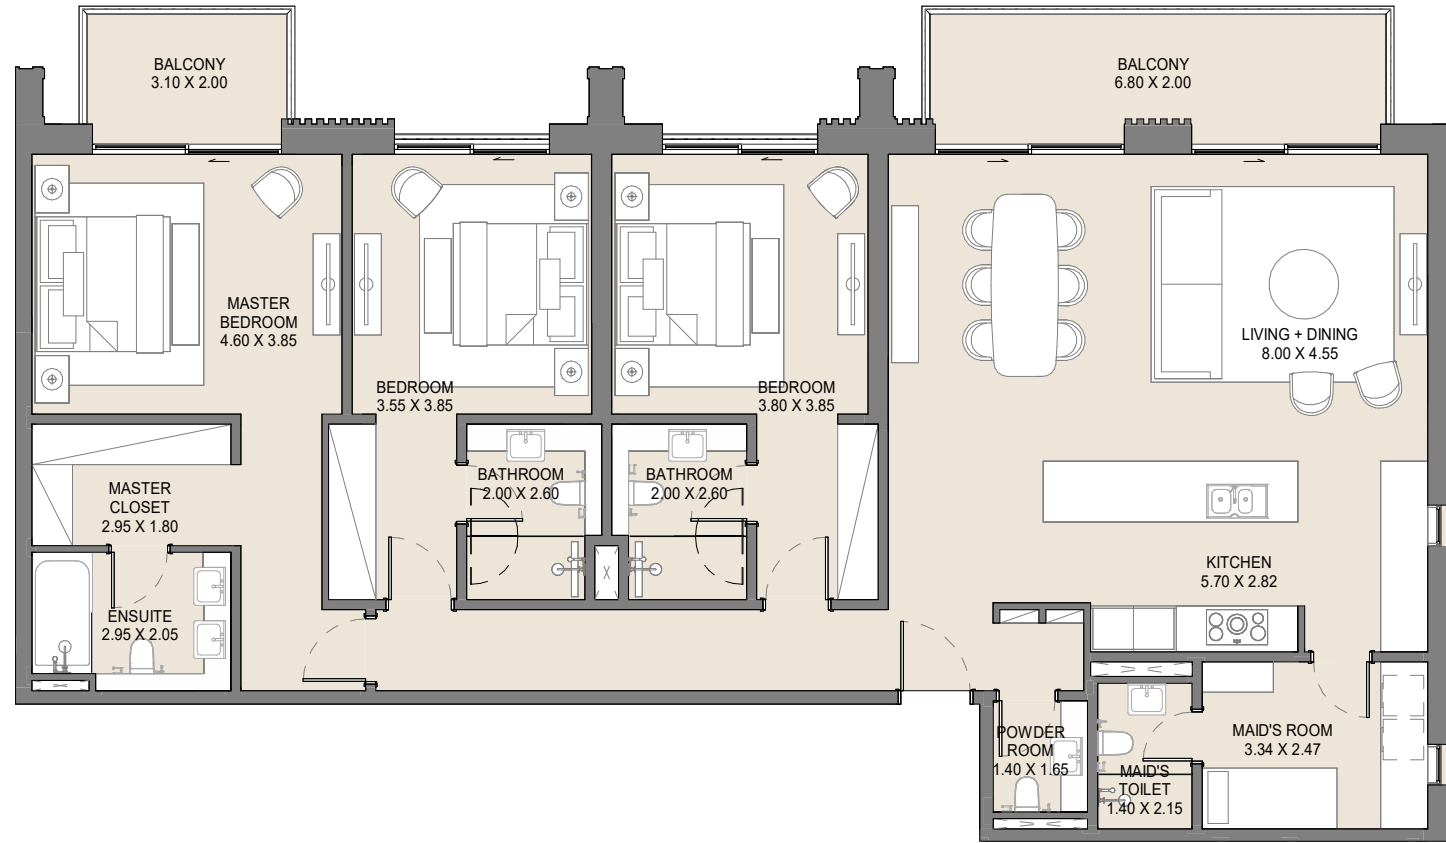 BALCONY
3.10 X 2.00
BALCONY
6.80 X 2.00
MASTER
BEDROOM
4.60 X 3.85
BEDROOM
3.55 X 3.85
BEDROOM
3.80 X 3.85
LIVING + DINING
8.00 X 4.55
MASTER
CLOSET
2.95 X 1.80
BATHROOM
2.00 X 2.60
BATHROOM
2.00 X 2.60
KITCHEN
5.70 X 2.82
ENSUITE
2.95 X 2.05
POWDER
ROOM
1.40 X 1.65
MAID'S
TOILET
1.40 X 2.15
MAID'S ROOM
3.34 X 2.47